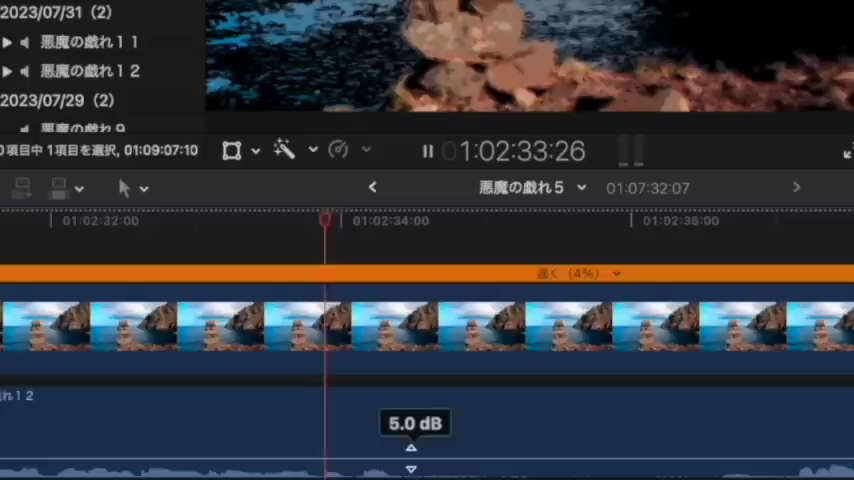 2023/07/31（2）
悪魔の戯れ１１
悪魔の戯れ１２
2023/07/29（2）
悪魔の戯れ９
0項目中 1項目を選択, 01:09:07:10
01:02:33:26
悪魔の戯れ５
01:07:32:07
01:02:32:00
01:02:34:00
01:02:36:00
遅く（4%）
れ１２
5.0 dB